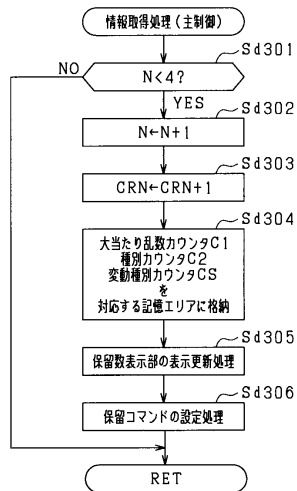 情報取得処理(主制御)
Sd301
NO
N<4?
YES
Sd302
N←N+1
Sd303
CRN←CRN+1
Sd304
大当たり乱数カウンタC1
種別カウンタC2
変動種別カウンタCS
を
対応する記憶エリアに格納
Sd305
保留数表示部の表示更新処理
Sd306
保留コマンドの設定処理
RET